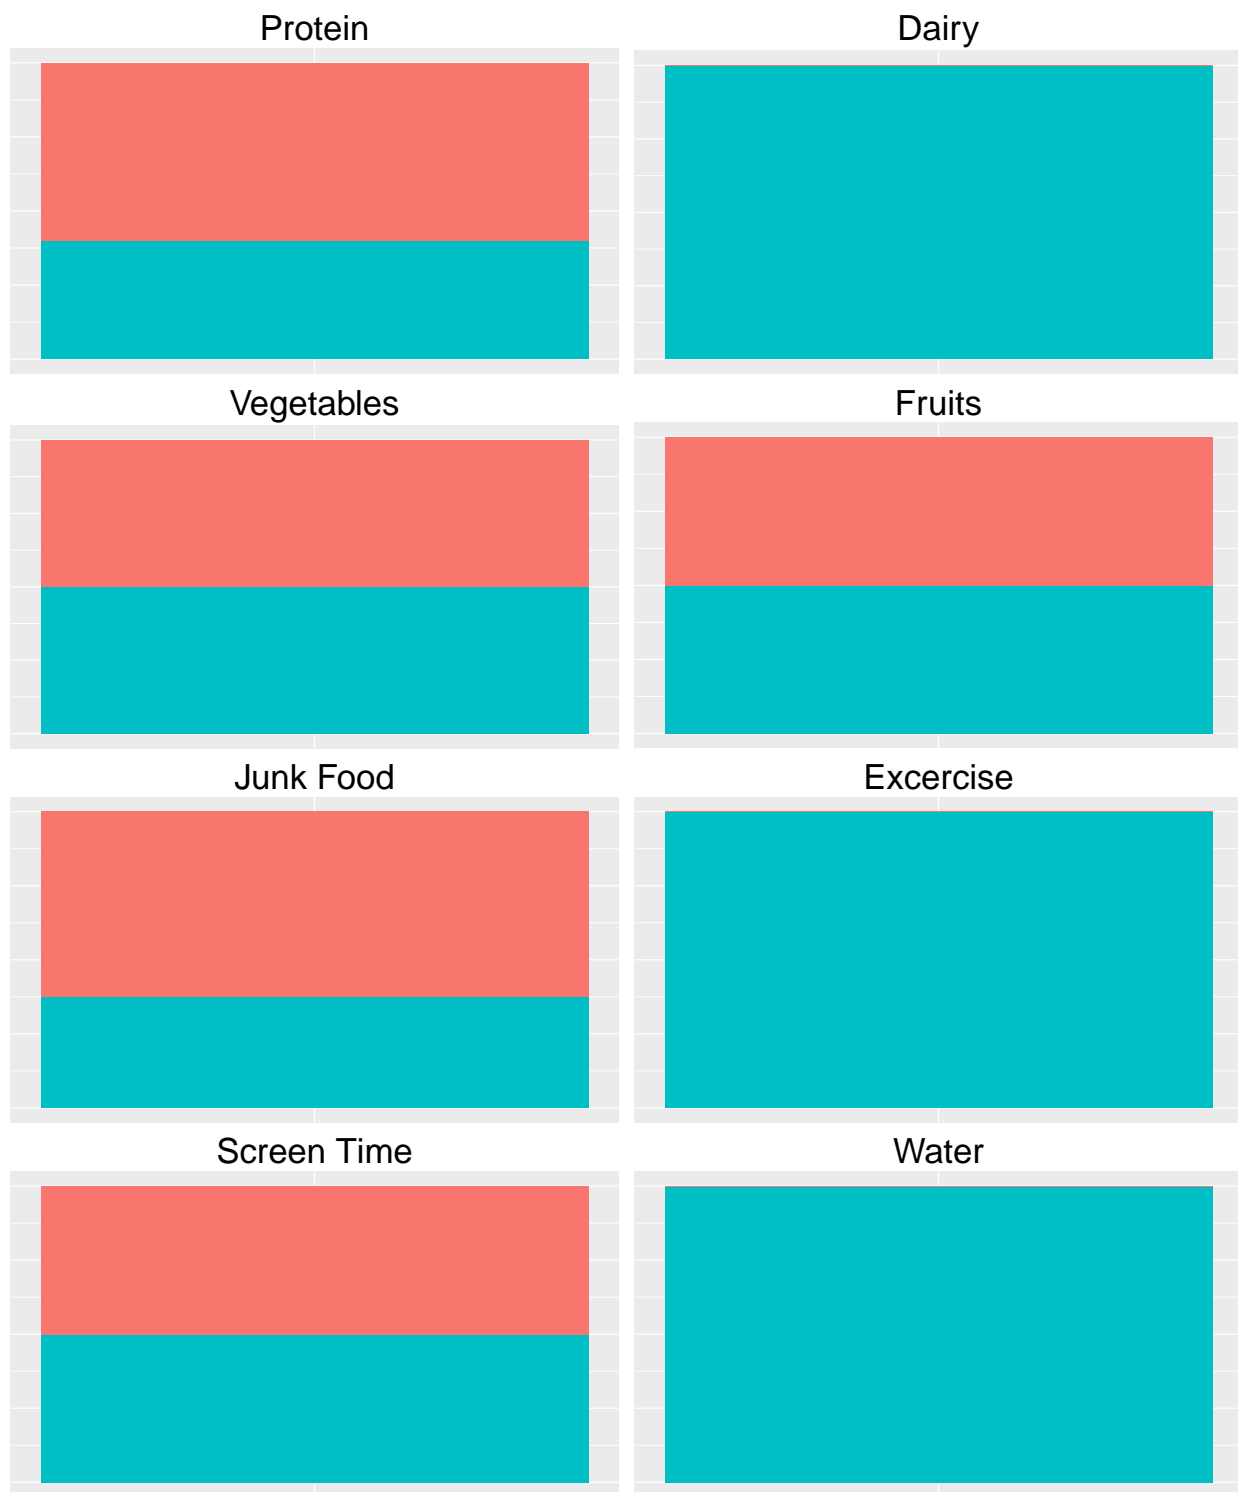 Protein
Dairy
Vegetables
Fruits
Junk Food
Excercise
Screen Time
Water